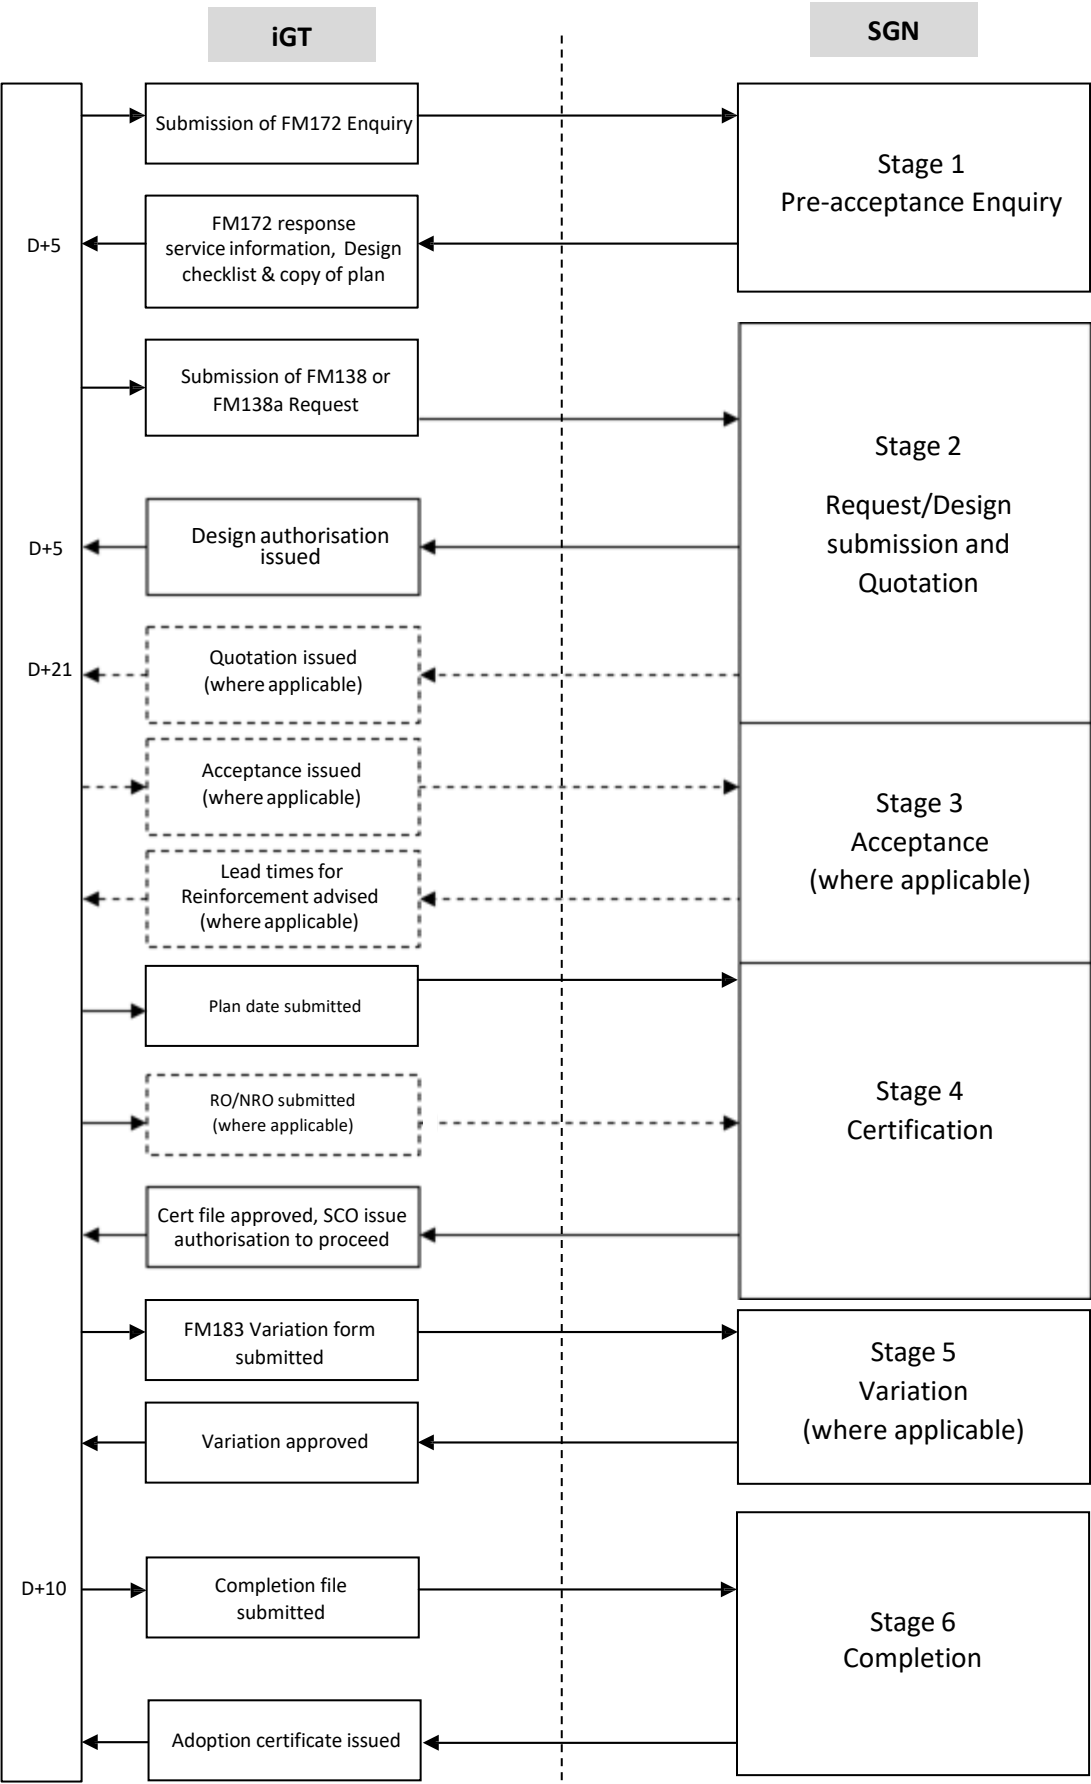 iGT
SGN
Submission of FM172 Enquiry
Stage 1
Pre-acceptance Enquiry
D+5
FM172 response
service information, Design
checklist & copy of plan
Submission of FM138 or
FM138a Request
Stage 2
Request/Design
submission and
Quotation
D+5
Design authorisation
issued
D+21
Quotation issued
(where applicable)
Acceptance issued
(where applicable)
Stage 3
Acceptance
(where applicable)
Lead times for
Reinforcement advised
(where applicable)
Plan date submitted
Stage 4
Certification
RO/NRO submitted
(where applicable)
Cert file approved, SCO issue
authorisation to proceed
FM183 Variation form
submitted
Stage 5
Variation
(where applicable)
Variation approved
D+10
Completion file
submitted
Stage 6
Completion
Adoption certificate issued